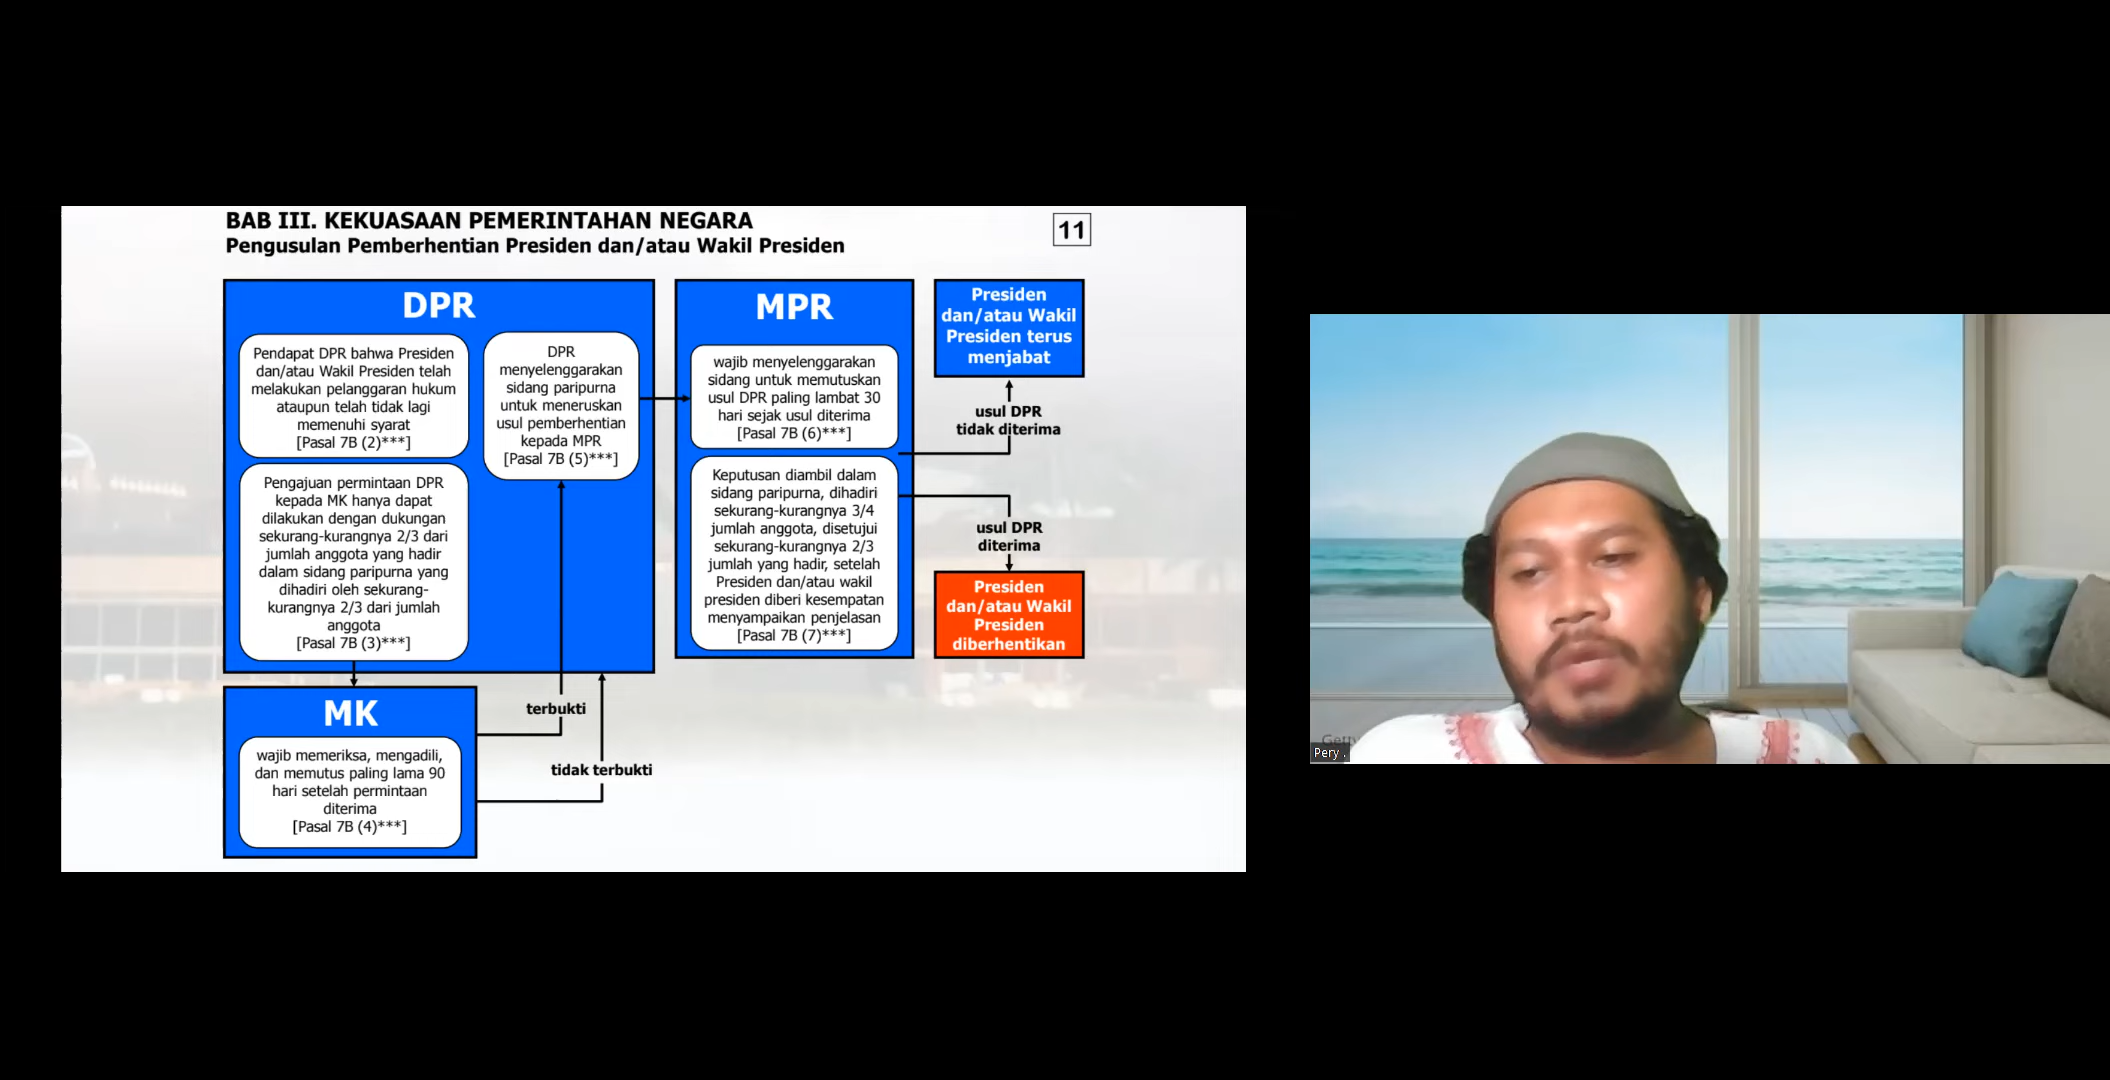 BAB III. KEKUASAAN PEMERINTAHAN NEGARA
Pengusulan Pemberhentian Presiden dan/atau Wakil Presiden
11
DPR
Pendapat DPR bahwa Presiden
dan/atau Wakil Presiden telah
melakukan pelanggaran hukum
ataupun telah tidak lagi
memenuhi syarat
[Pasal 7B (2)***]
Pengajuan permintaan DPR
kepada MK hanya dapat
dilakukan dengan dukungan
sekurang-kurangnya 2/3 dari
jumlah anggota yang hadir
dalam sidang paripurna yang
dihadiri oleh sekurang-
kurangnya 2/3 dari jumlah
anggota
[Pasal 7B (3)***]
DPR
menyelenggarakan
sidang paripurna
untuk meneruskan
usul pemberhentian
kepada MPR
[Pasal 7B (5)***]
MK
wajib memeriksa, mengadili,
dan memutus paling lama 90
hari setelah permintaan
diterima
[Pasal 7B (4)***]
terbukti
tidak terbukti
MPR
wajib menyelenggarakan
sidang untuk memutuskan
usul DPR paling lambat 30
hari sejak usul diterima
[Pasal 7B (6)***]
Keputusan diambil dalam
sidang paripurna, dihadiri
sekurang-kurangnya 3/4
jumlah anggota, disetujui
sekurang-kurangnya 2/3
jumlah yang hadir, setelah
Presiden dan/atau wakil
presiden diberi kesempatan
menyampaikan penjelasan
[Pasal 7B (7)***]
Presiden
dan/atau Wakil
Presiden terus
menjabat
usul DPR
tidak diterima
usul DPR
diterima
Presiden
dan/atau Wakil
Presiden
diberhentikan
Pery .